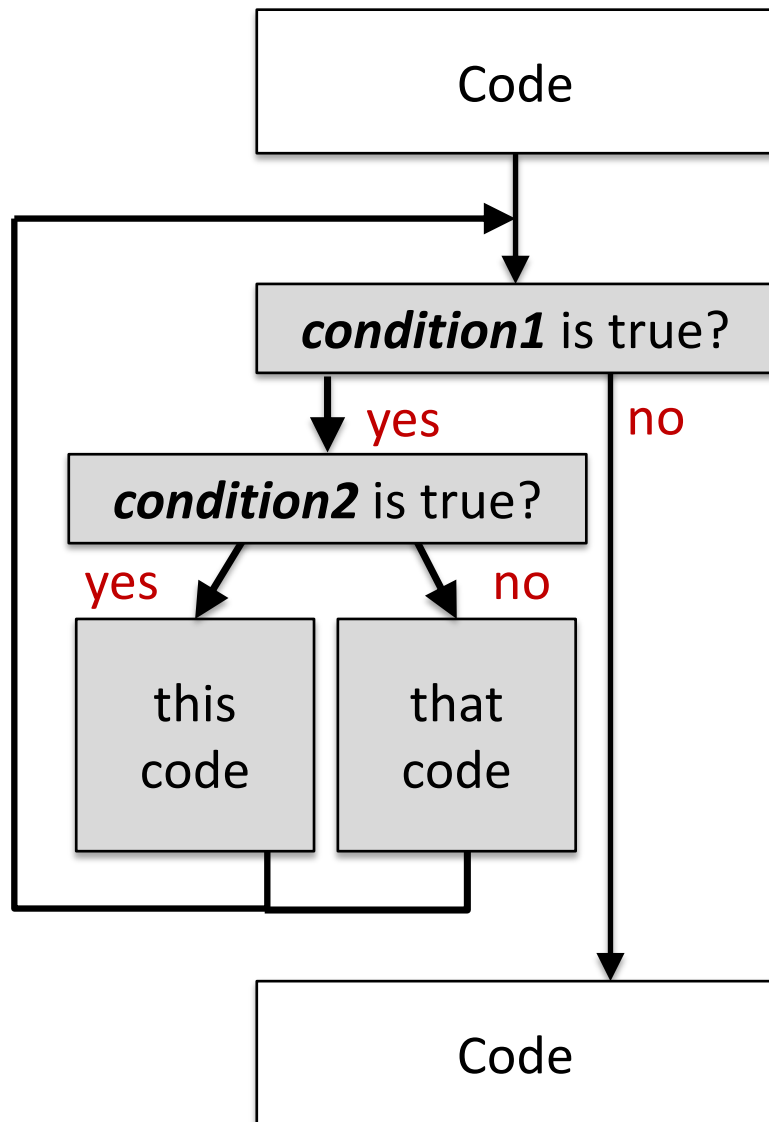 Code
condition1 is true?
yes
no
condition2 is true?
yes
no
this
code
that
code
Code